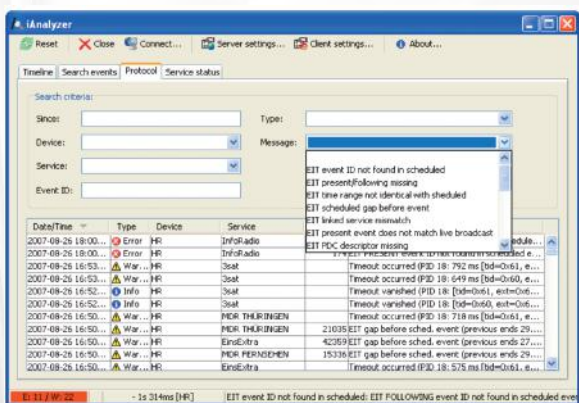 iAnalyzer
Reset Close Connect... Server settings... Client settings... About...
Timeline Search events Protocol Service status
Search criteria:
Since: Type:
Device: Message:
Service:
Event ID:
EIT event ID not found in scheduled
EIT present/following missing
EIT time range not identical with sheduled
EIT scheduled gap before event
EIT linked service mismatch
EIT present event does not match live broadcast
EIT PDC descriptor missing
Date/Time Type Device Service
2007-08-26 18:00... Error HR InfoRadio
2007-08-26 18:00... Error HR InfoRadio
2007-08-26 16:53... War... HR 3sat Timeout occurred (PID 18: 792 ms [tid=0x61, e...
2007-08-26 16:53... War... HR 3sat Timeout occurred (PID 18: 649 ms [tid=0x60, e...
2007-08-26 16:52... Info HR 3sat Timeout vanished (PID 18: [tid=0x61, ext=0x6...
2007-08-26 16:52... Info HR 3sat Timeout vanished (PID 18: [tid=0x60, ext=0x6...
2007-08-26 16:50... War... HR MDR THÜRINGEN Timeout occurred (PID 18: 718 ms [tid=0x61, e...
2007-08-26 16:50... War... HR MDR THÜRINGEN 21035 EIT gap before sched. event (previous ends 29....
2007-08-26 16:50... War... HR EinsExtra 42359 EIT gap before sched. event (previous ends 27....
2007-08-26 16:50... War... HR MDR FERNSEHEN 15336 EIT gap before sched. event (previous ends 29....
2007-08-26 16:50... War... HR EinsExtra Timeout occurred (PID 18: 575 ms [tid=0x61, e...
E: 11 / W: 22 - 1s 314ms [HR] EIT event ID not found in scheduled: EIT FOLLOWING event ID not found in scheduled even